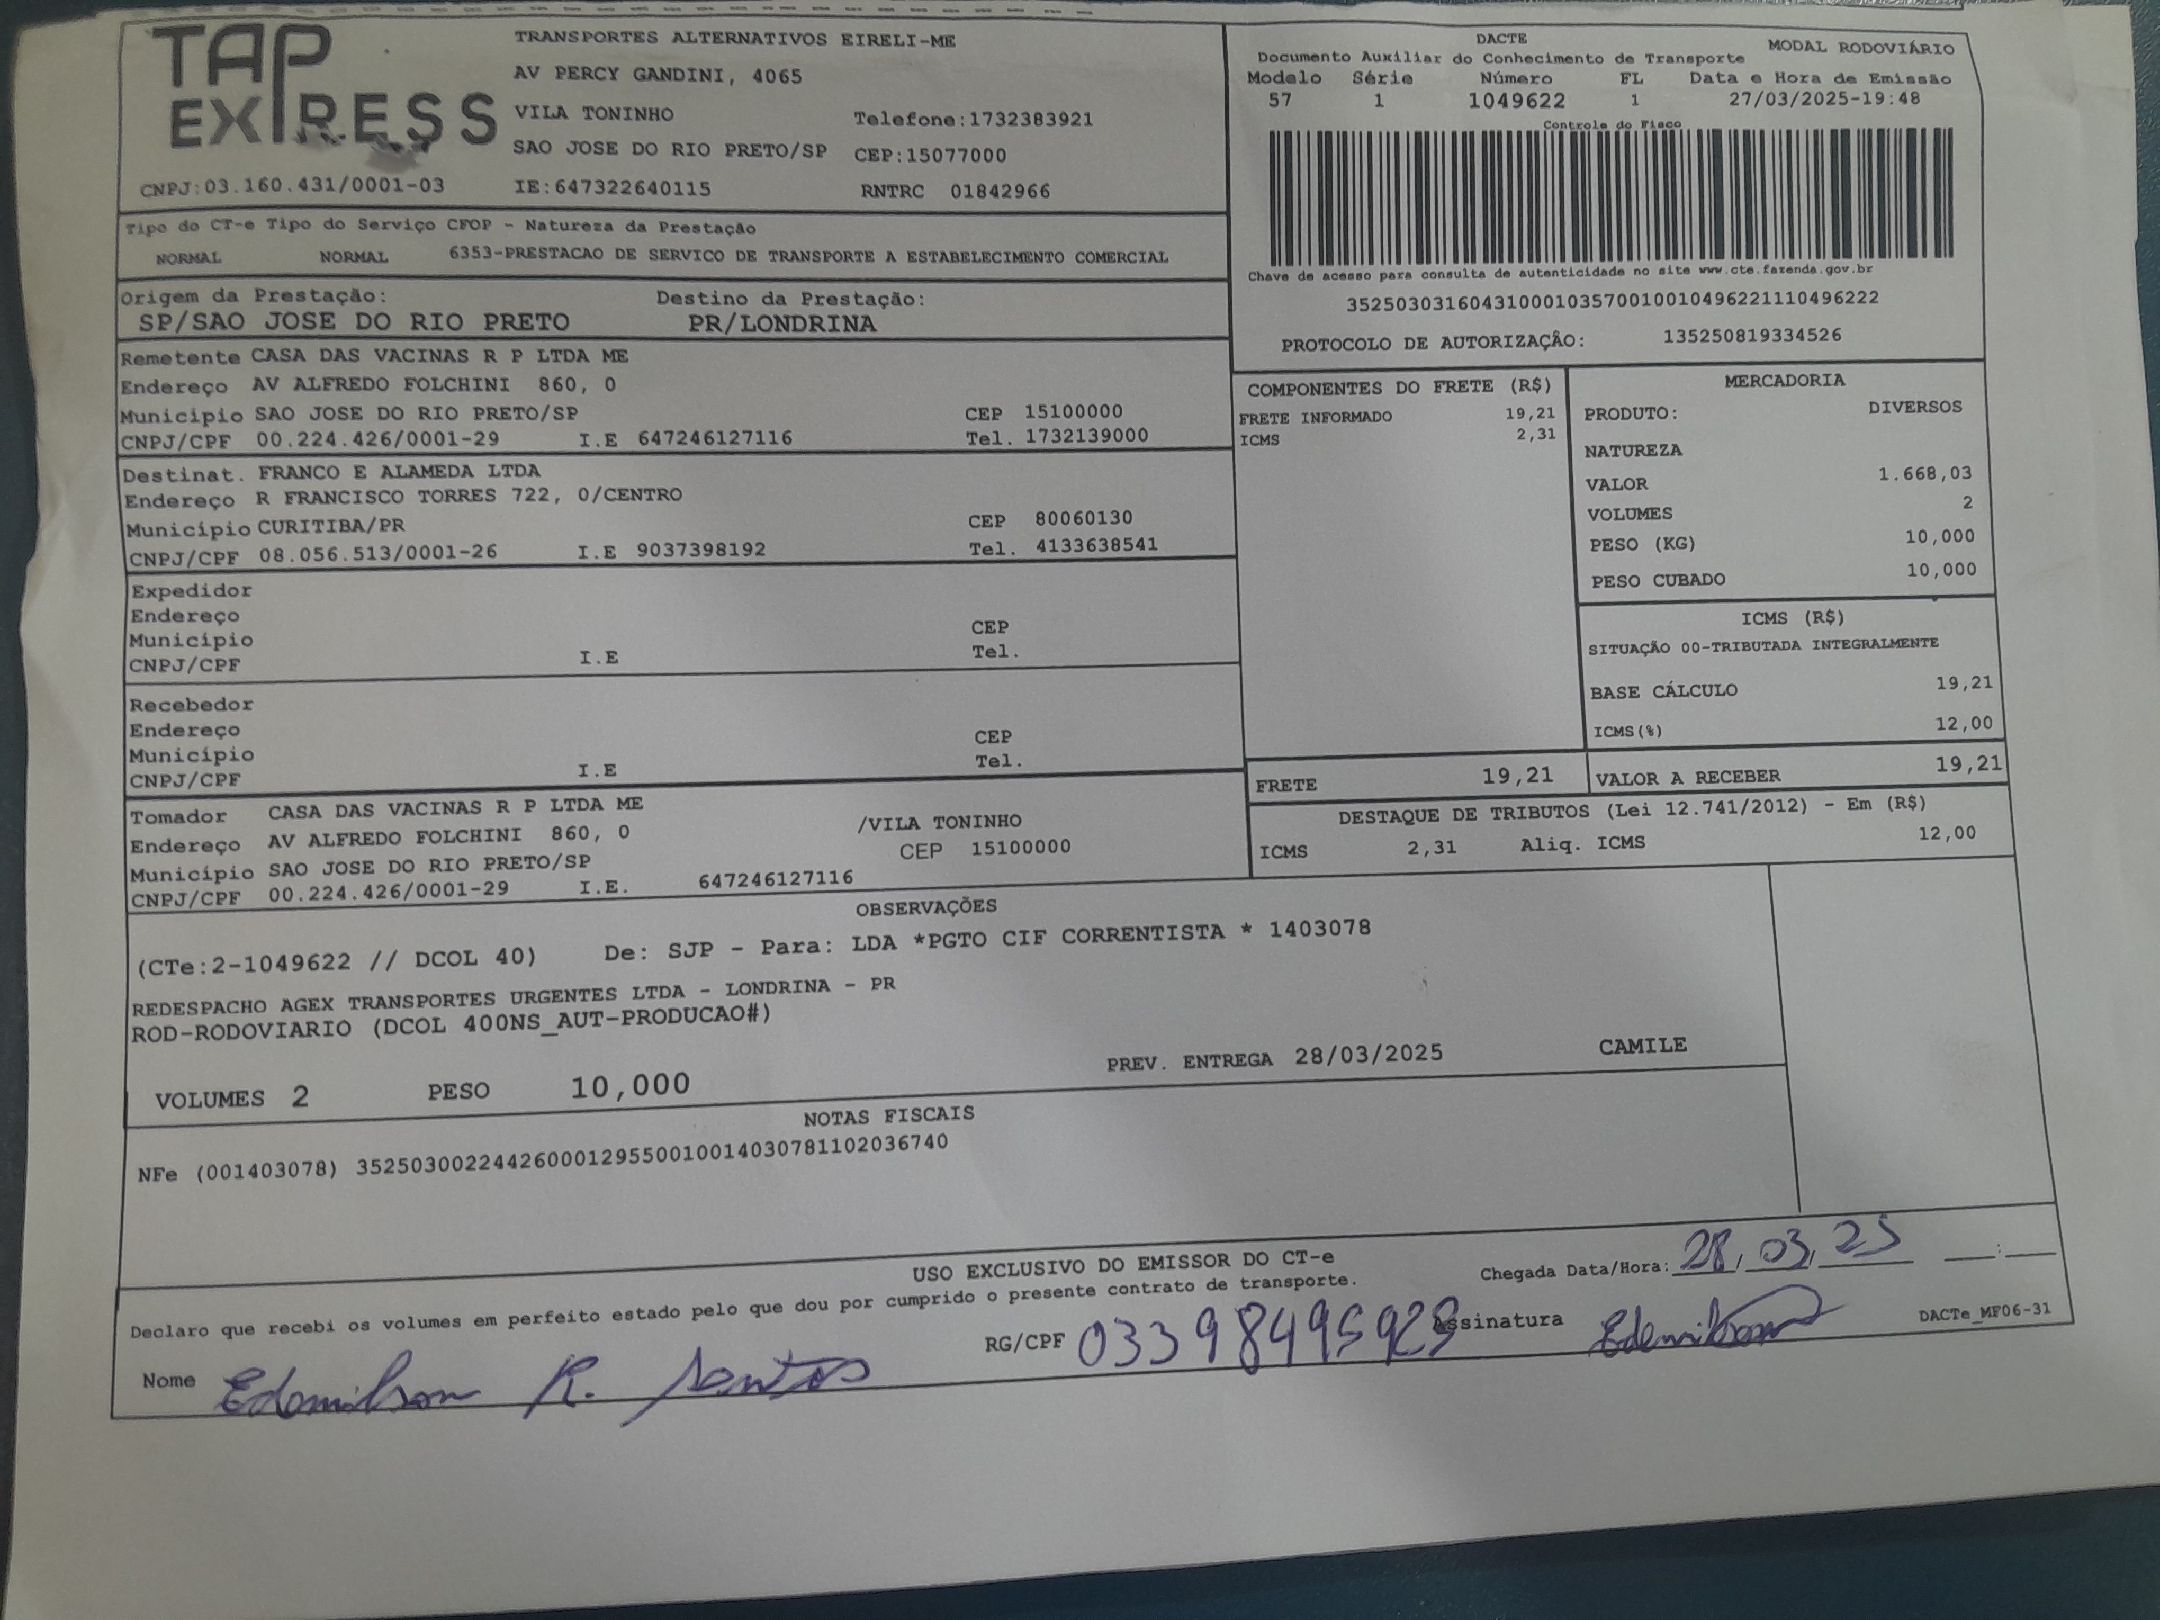 TAP EXPRESS
TRANSPORTES ALTERNATIVOS EIRELI-ME
AV PERCY GANDINI, 4065
VILA TONINHO Telefone:1732383921
SAO JOSE DO RIO PRETO/SP CEP:15077000
CNPJ:03.160.431/0001-03 IE:647322640115 RNTRC 01842966
DACTE
Documento Auxiliar do Conhecimento de Transporte MODAL RODOVIÁRIO
Modelo Série Número FL Data e Hora de Emissão
57 1 1049622 1 27/03/2025-19:48
Controle do Fisco
Chave de acesso para consulta de autenticidade no site www.cte.fazenda.gov.br
35250303160431000103570010010496221110496222
PROTOCOLO DE AUTORIZAÇÃO: 135250819334526
Tipo do CT-e Tipo do Serviço CFOP - Natureza da Prestação
NORMAL NORMAL 6353-PRESTACAO DE SERVICO DE TRANSPORTE A ESTABELECIMENTO COMERCIAL
Origem da Prestação: Destino da Prestação:
SP/SAO JOSE DO RIO PRETO PR/LONDRINA
Remetente CASA DAS VACINAS R P LTDA ME
Endereço AV ALFREDO FOLCHINI 860, 0
Município SAO JOSE DO RIO PRETO/SP CEP 15100000
CNPJ/CPF 00.224.426/0001-29 I.E 647246127116 Tel. 1732139000
Destinat. FRANCO E ALAMEDA LTDA
Endereço R FRANCISCO TORRES 722, 0/CENTRO
Município CURITIBA/PR CEP 80060130
CNPJ/CPF 08.056.513/0001-26 I.E 9037398192 Tel. 4133638541
Expedidor
Endereço
Município CEP
CNPJ/CPF I.E Tel.
Recebedor
Endereço
Município CEP
CNPJ/CPF I.E Tel.
Tomador CASA DAS VACINAS R P LTDA ME
Endereço AV ALFREDO FOLCHINI 860, 0 /VILA TONINHO
Município SAO JOSE DO RIO PRETO/SP CEP 15100000
CNPJ/CPF 00.224.426/0001-29 I.E. 647246127116
COMPONENTES DO FRETE (R$)
FRETE INFORMADO 19,21
ICMS 2,31
MERCADORIA
PRODUTO: DIVERSOS
NATUREZA
VALOR 1.668,03
VOLUMES 2
PESO (KG) 10,000
PESO CUBADO 10,000
ICMS (R$)
SITUAÇÃO 00-TRIBUTADA INTEGRALMENTE
BASE CÁLCULO 19,21
ICMS(%) 12,00
FRETE 19,21 VALOR A RECEBER 19,21
DESTAQUE DE TRIBUTOS (Lei 12.741/2012) - Em (R$)
ICMS 2,31 Aliq. ICMS 12,00
OBSERVAÇÕES
(CTe:2-1049622 // DCOL 40) De: SJP - Para: LDA *PGTO CIF CORRENTISTA * 1403078
REDESPACHO AGEX TRANSPORTES URGENTES LTDA - LONDRINA - PR
ROD-RODOVIARIO (DCOL 400NS_AUT-PRODUCAO#)
VOLUMES 2 PESO 10,000 PREV. ENTREGA 28/03/2025 CAMILE
NOTAS FISCAIS
NFe (001403078) 35250300224426000129550010014030781102036740
USO EXCLUSIVO DO EMISSOR DO CT-e
Chegada Data/Hora: 28/03/25 ___:___
Declaro que recebi os volumes em perfeito estado pelo que dou por cumprido o presente contrato de transporte.
Nome Edemilson R. Santos RG/CPF 03398495929 Assinatura Edemilson DACTe_MF06-31